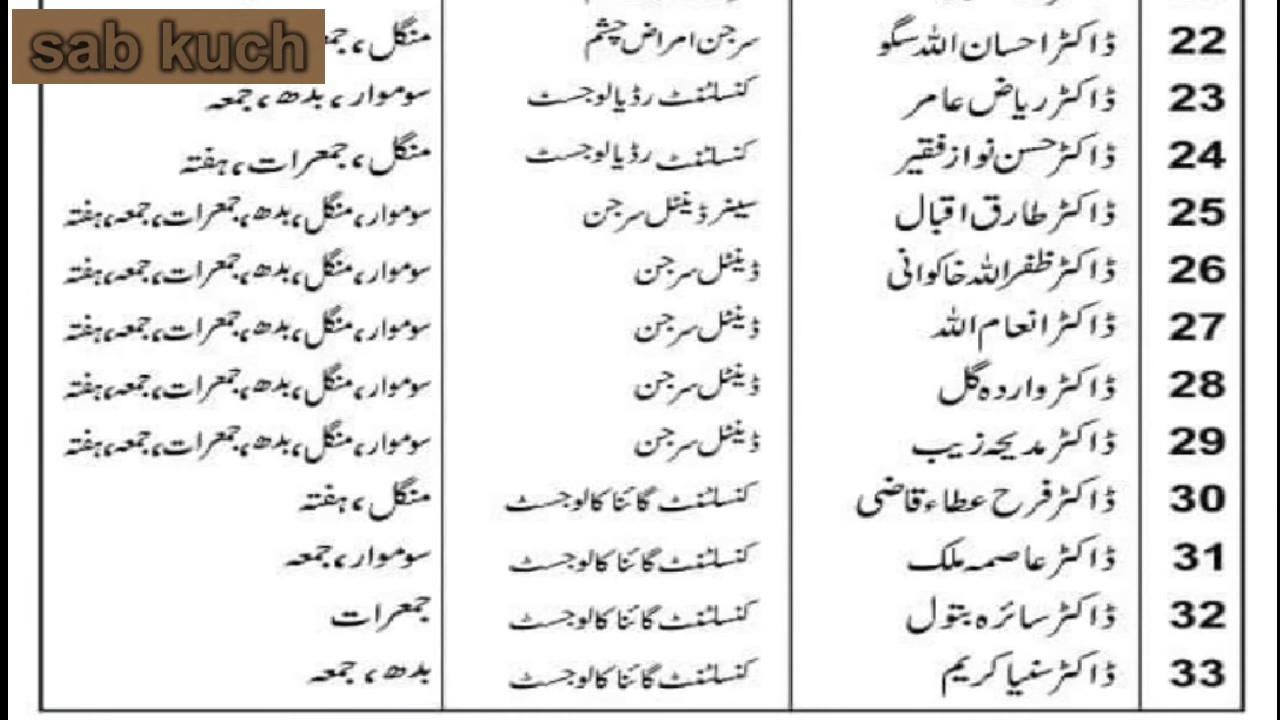 sab kuch
22 ڈاکٹر احسان اللہ سگو سرجن امراض چشم منگل،
23 ڈاکٹر ریاض عامر کنسلٹنٹ رڈیالوجسٹ سوموار، بدھ، جمعہ
24 ڈاکٹر حسن نواز فقیر کنسلٹنٹ رڈیالوجسٹ منگل، جمعرات، ہفتہ
25 ڈاکٹر طارق اقبال سینئر ڈینٹل سرجن سوموار، منگل، بدھ، جمعرات، جمعہ، ہفتہ
26 ڈاکٹر ظفر اللہ خاکوانی ڈینٹل سرجن سوموار، منگل، بدھ، جمعرات، جمعہ، ہفتہ
27 ڈاکٹر انعام اللہ ڈینٹل سرجن سوموار، منگل، بدھ، جمعرات، جمعہ، ہفتہ
28 ڈاکٹر واردہ گل ڈینٹل سرجن سوموار، منگل، بدھ، جمعرات، جمعہ، ہفتہ
29 ڈاکٹر مدیحہ زیب ڈینٹل سرجن سوموار، منگل، بدھ، جمعرات، جمعہ، ہفتہ
30 ڈاکٹر فرح عطاء قاضی کنسلٹنٹ گائناکالوجسٹ منگل، ہفتہ
31 ڈاکٹر عاصمہ ملک کنسلٹنٹ گائناکالوجسٹ سوموار، جمعہ
32 ڈاکٹر سائرہ بتول کنسلٹنٹ گائناکالوجسٹ جمعرات
33 ڈاکٹر سنیا کریم کنسلٹنٹ گائناکالوجسٹ بدھ، جمعہ